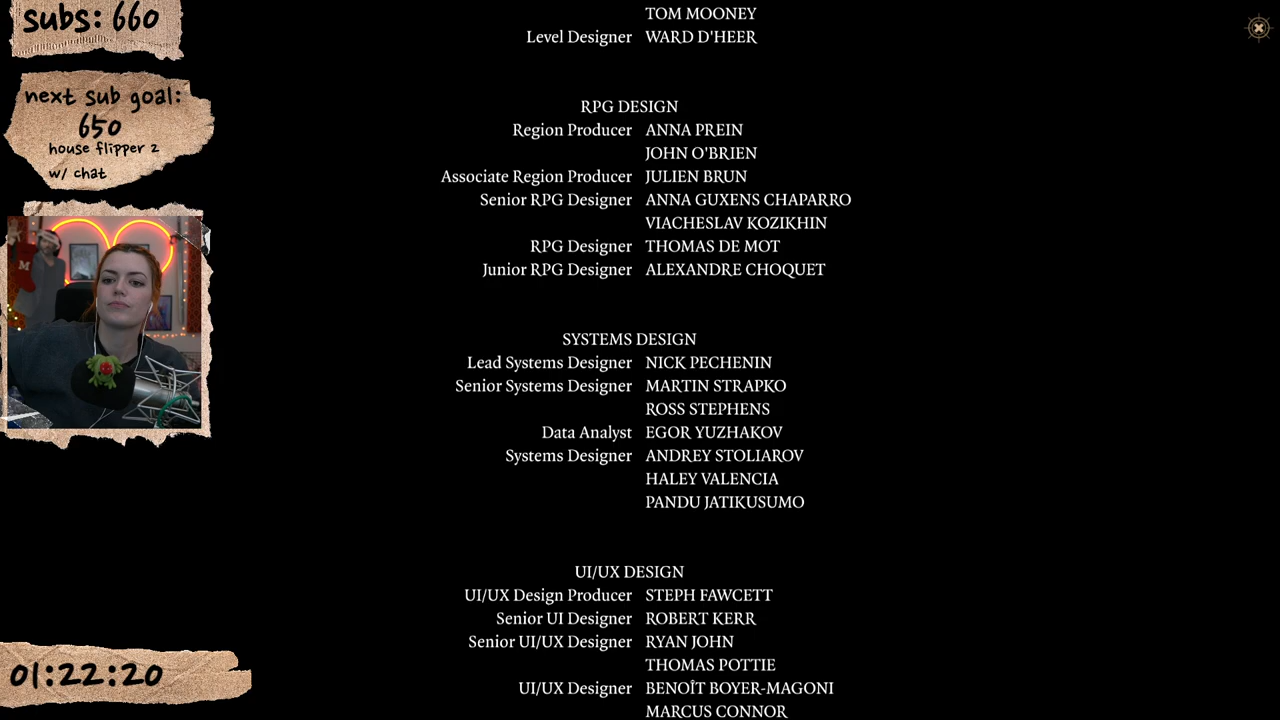 subs: 660
next sub goal:
650
house flipper 2
w/ chat
01:22:20
TOM MOONEY
Level Designer WARD D'HEER
RPG DESIGN
Region Producer ANNA PREIN
JOHN O'BRIEN
Associate Region Producer JULIEN BRUN
Senior RPG Designer ANNA GUXENS CHAPARRO
VIACHESLAV KOZIKHIN
RPG Designer THOMAS DE MOT
Junior RPG Designer ALEXANDRE CHOQUET
SYSTEMS DESIGN
Lead Systems Designer NICK PECHENIN
Senior Systems Designer MARTIN STRAPKO
ROSS STEPHENS
Data Analyst EGOR YUZHAKOV
Systems Designer ANDREY STOLIAROV
HALEY VALENCIA
PANDU JATIKUSUMO
UI/UX DESIGN
UI/UX Design Producer STEPH FAWCETT
Senior UI Designer ROBERT KERR
Senior UI/UX Designer RYAN JOHN
THOMAS POTTIE
UI/UX Designer BENOÎT BOYER-MAGONI
MARCUS CONNOR
M